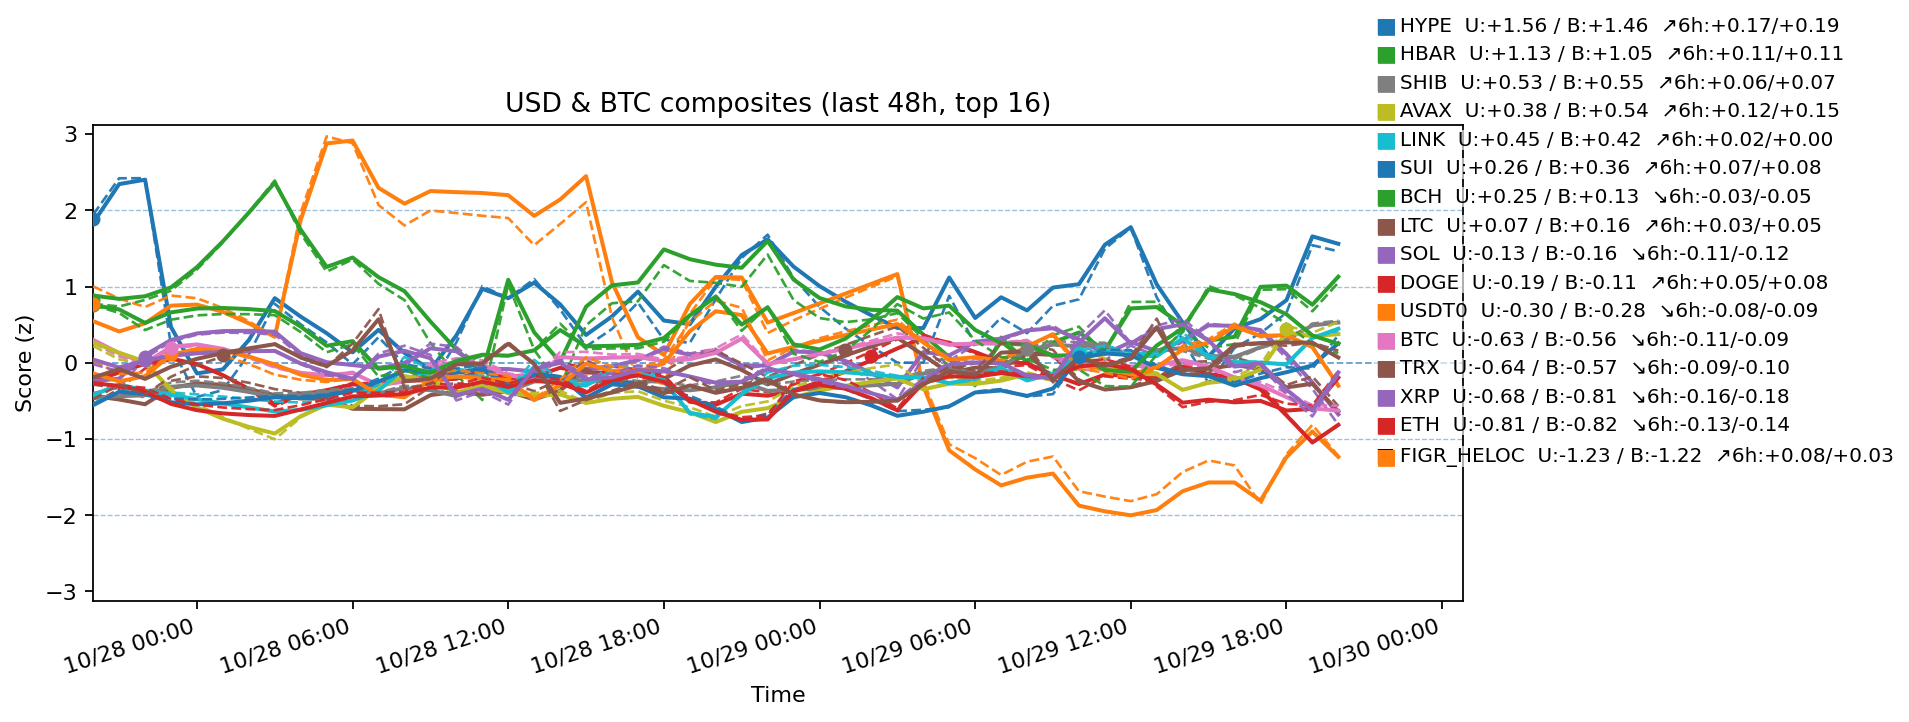 HYPE  U:+1.56 / B:+1.46  ↗6h:+0.17/+0.19
HBAR  U:+1.13 / B:+1.05  ↗6h:+0.11/+0.11
SHIB  U:+0.53 / B:+0.55  ↗6h:+0.06/+0.07
AVAX  U:+0.38 / B:+0.54  ↗6h:+0.12/+0.15
LINK  U:+0.45 / B:+0.42  ↗6h:+0.02/+0.00
SUI  U:+0.26 / B:+0.36  ↗6h:+0.07/+0.08
BCH  U:+0.25 / B:+0.13  ↘6h:-0.03/-0.05
LTC  U:+0.07 / B:+0.16  ↗6h:+0.03/+0.05
SOL  U:-0.13 / B:-0.16  ↘6h:-0.11/-0.12
DOGE  U:-0.19 / B:-0.11  ↗6h:+0.05/+0.08
USDT0  U:-0.30 / B:-0.28  ↘6h:-0.08/-0.09
BTC  U:-0.63 / B:-0.56  ↘6h:-0.11/-0.09
TRX  U:-0.64 / B:-0.57  ↘6h:-0.09/-0.10
XRP  U:-0.68 / B:-0.81  ↘6h:-0.16/-0.18
ETH  U:-0.81 / B:-0.82  ↘6h:-0.13/-0.14
FIGR_HELOC  U:-1.23 / B:-1.22  ↗6h:+0.08/+0.03
USD & BTC composites (last 48h, top 16)
Score (z)
3
2
1
0
−1
−2
−3
10/28 00:00
10/28 06:00
10/28 12:00
10/28 18:00
10/29 00:00
10/29 06:00
10/29 12:00
10/29 18:00
10/30 00:00
Time